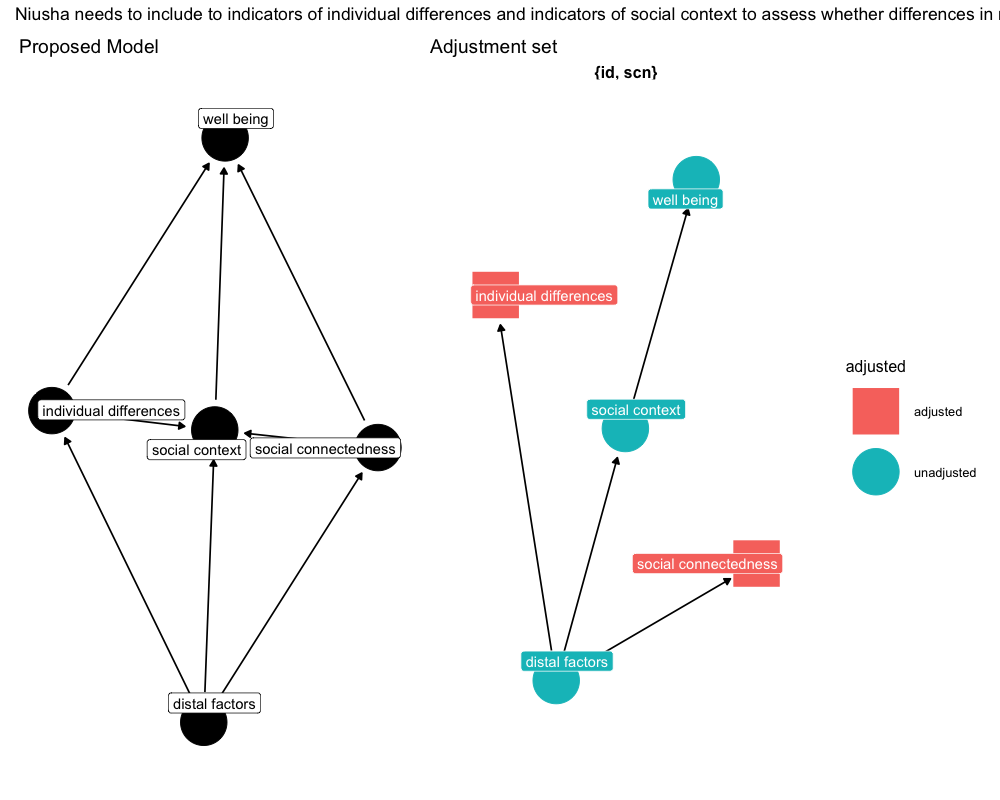 Niusha needs to include to indicators of individual differences and indicators of social context to assess whether differences in
Proposed Model
Adjustment set
{id, scn}
well being
individual differences
social context
social connectedness
distal factors
well being
individual differences
social context
social connectedness
distal factors
adjusted
adjusted
unadjusted